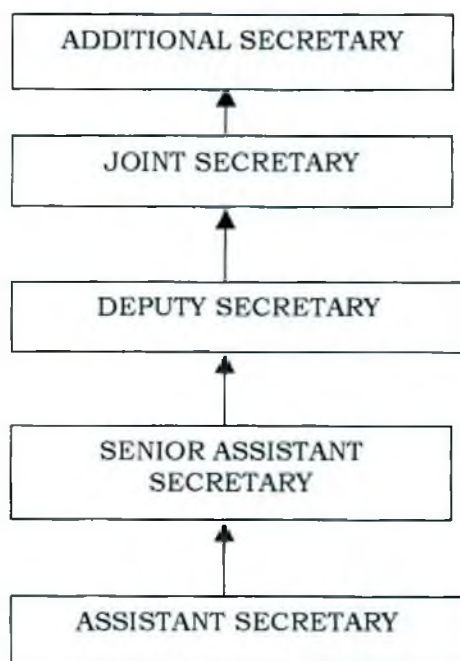 ADDITIONAL SECRETARY
JOINT SECRETARY
DEPUTY SECRETARY
SENIOR ASSISTANT
SECRETARY
ASSISTANT SECRETARY